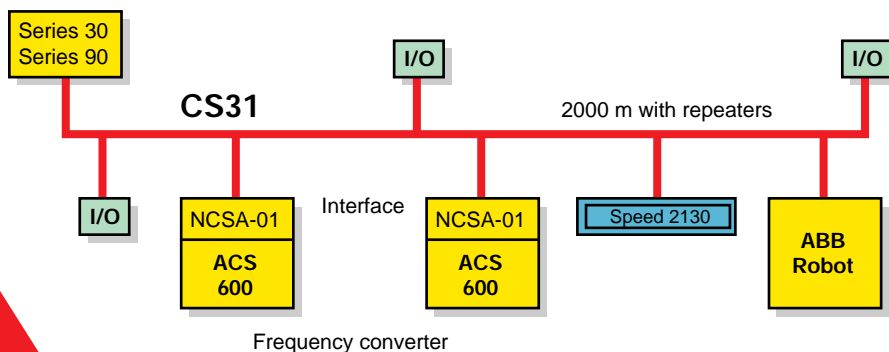 Series 30
Series 90
I/O
I/O
CS31
2000 m with repeaters
I/O
NCSA-01
Interface
NCSA-01
Speed 2130
ABB
Robot
ACS
600
ACS
600
Frequency converter